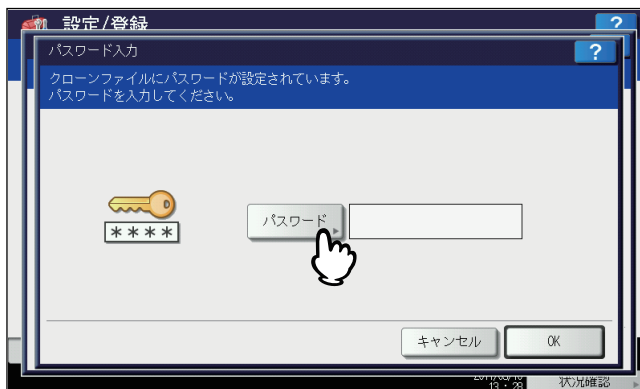 設定/登録
?
パスワード入力
?
クローンファイルにパスワードが設定されています。
パスワードを入力してください。
****
パスワード
キャンセル
OK
13:28
状況確認